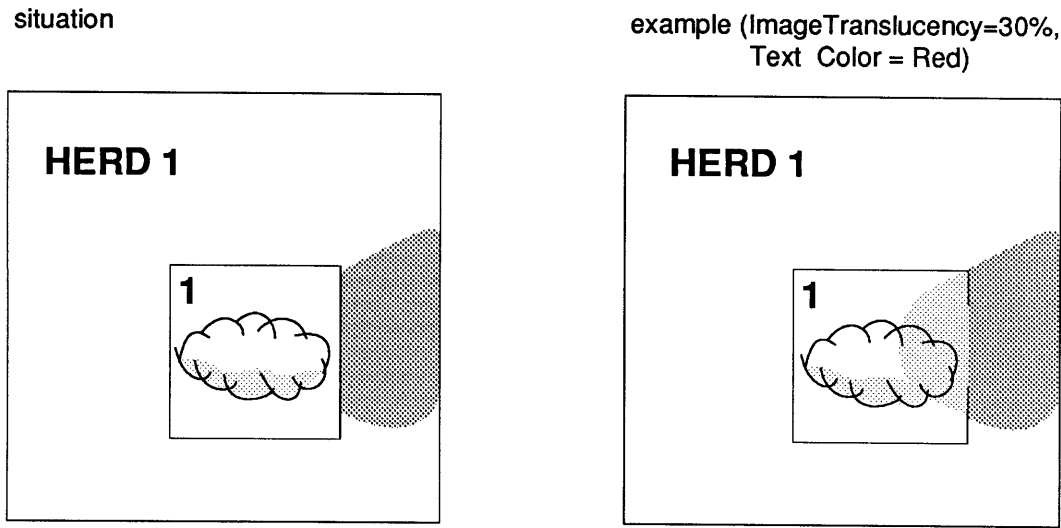 situation
HERD 1
1
example (ImageTranslucency=30%,
Text Color = Red)
HERD 1
1